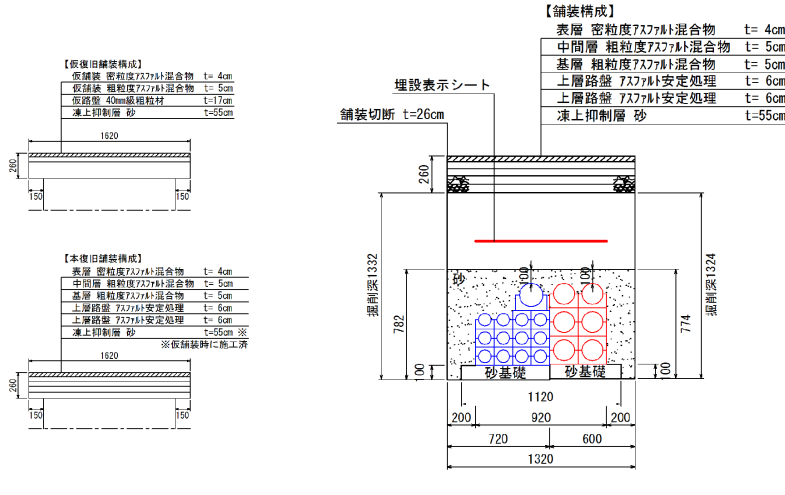 【舗装構成】
表層 密粒度アスファルト混合物 t= 4cm
中間層 粗粒度アスファルト混合物 t= 5cm
基層 粗粒度アスファルト混合物 t= 5cm
上層路盤 アスファルト安定処理 t= 6cm
上層路盤 アスファルト安定処理 t= 6cm
凍上抑制層 砂 t=55cm
埋設表示シート
舗装切断 t=26cm
260
掘削深1332
782
100
砂
100
100
掘削深1324
774
100
砂基礎
砂基礎
1120
200
920
200
720
600
1320
【仮復旧舗装構成】
仮舗装 密粒度アスファルト混合物 t= 4cm
仮舗装 粗粒度アスファルト混合物 t= 5cm
仮路盤 40mm級粗粒材 t=17cm
凍上抑制層 砂 t=55cm
1620
260
150
150
【本復旧舗装構成】
表層 密粒度アスファルト混合物 t= 4cm
中間層 粗粒度アスファルト混合物 t= 5cm
基層 粗粒度アスファルト混合物 t= 5cm
上層路盤 アスファルト安定処理 t= 6cm
上層路盤 アスファルト安定処理 t= 6cm
凍上抑制層 砂 t=55cm ※
※仮舗装時に施工済
1620
260
150
150